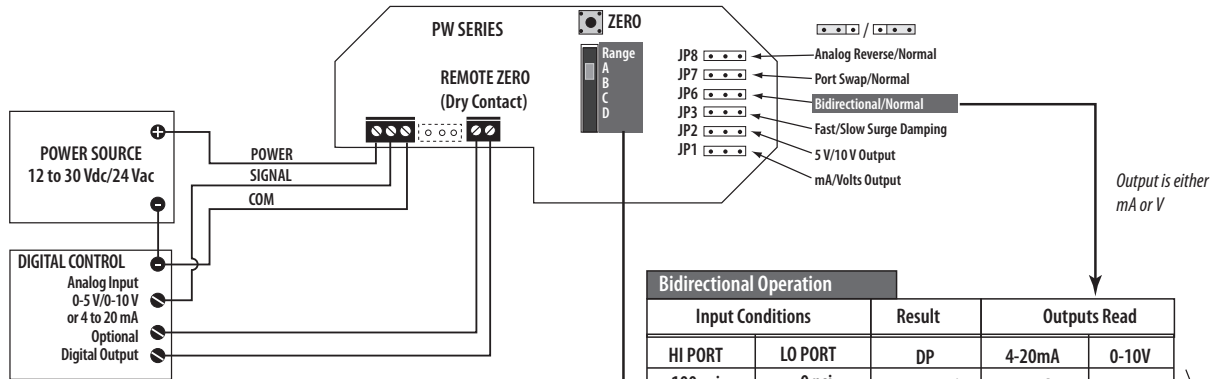 PW SERIES
ZERO
REMOTE ZERO
(Dry Contact)
Range
A
B
C
D
/
JP8 Analog Reverse/Normal
JP7 Port Swap/Normal
JP6 Bidirectional/Normal
JP3 Fast/Slow Surge Damping
JP2 5 V/10 V Output
JP1 mA/Volts Output
Output is either
mA or V
POWER SOURCE
12 to 30 Vdc/24 Vac
POWER
SIGNAL
COM
DIGITAL CONTROL
Analog Input
0-5 V/0-10 V
or 4 to 20 mA
Optional
Digital Output
Bidirectional Operation
Input Conditions Result Outputs Read
HI PORT LO PORT DP 4-20mA 0-10V